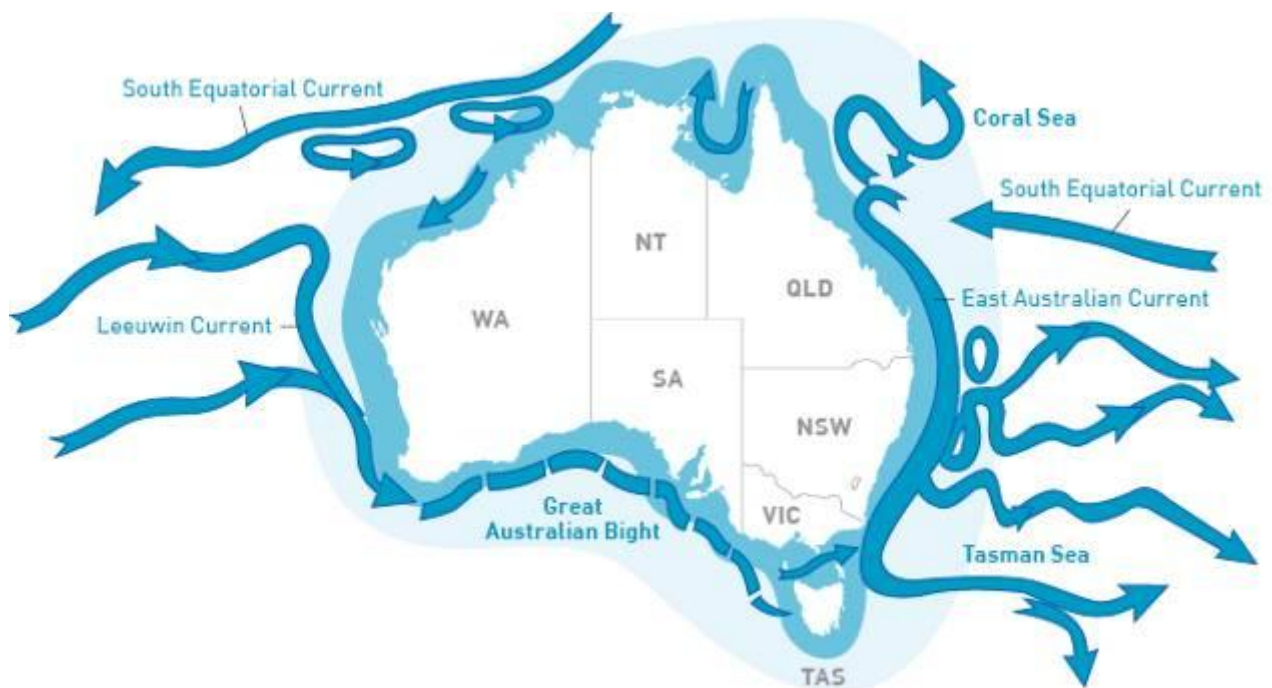 South Equatorial Current
Coral Sea
South Equatorial Current
NT
QLD
East Australian Current
Leeuwin Current
WA
SA
NSW
Great
Australian Bight
VIC
Tasman Sea
TAS